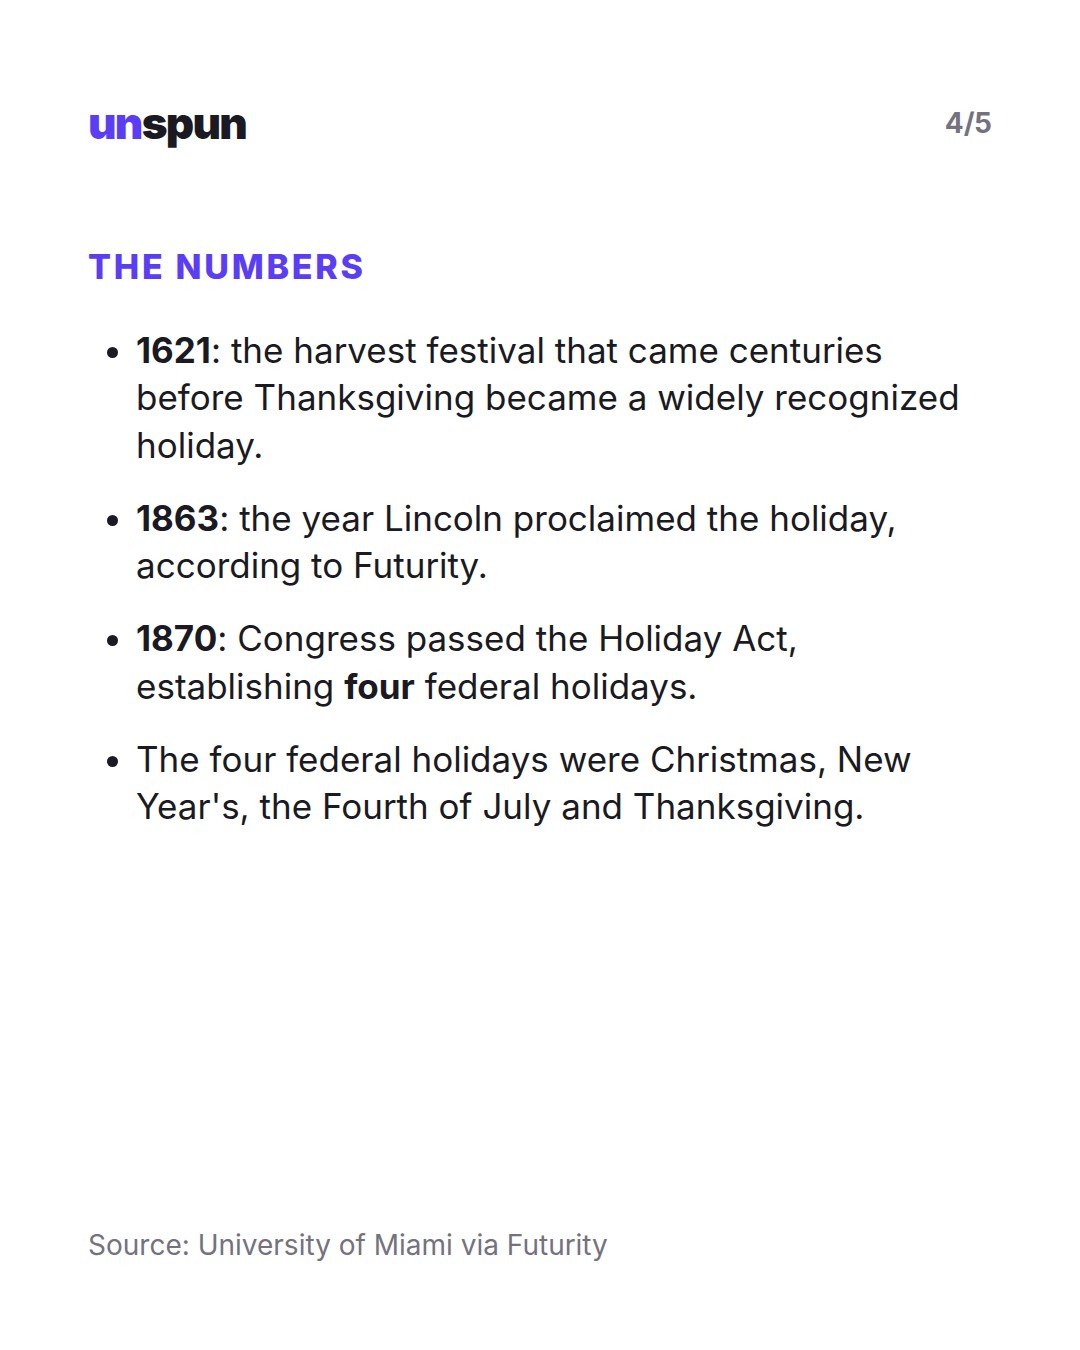 unspun
4/5
THE NUMBERS
• 1621: the harvest festival that came centuries
before Thanksgiving became a widely recognized
holiday.
• 1863: the year Lincoln proclaimed the holiday,
according to Futurity.
• 1870: Congress passed the Holiday Act,
establishing four federal holidays.
• The four federal holidays were Christmas, New
Year's, the Fourth of July and Thanksgiving.
Source: University of Miami via Futurity